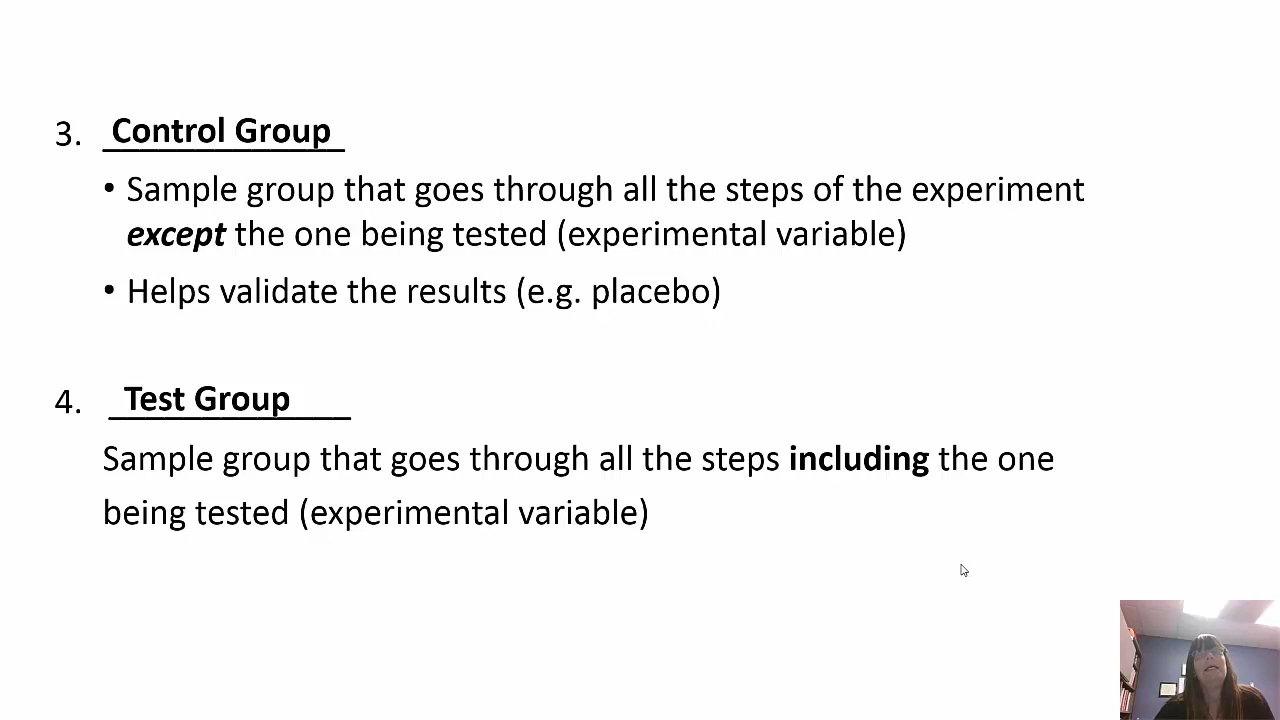 3. Control Group
• Sample group that goes through all the steps of the experiment
except the one being tested (experimental variable)
• Helps validate the results (e.g. placebo)
4. Test Group
Sample group that goes through all the steps including the one
being tested (experimental variable)